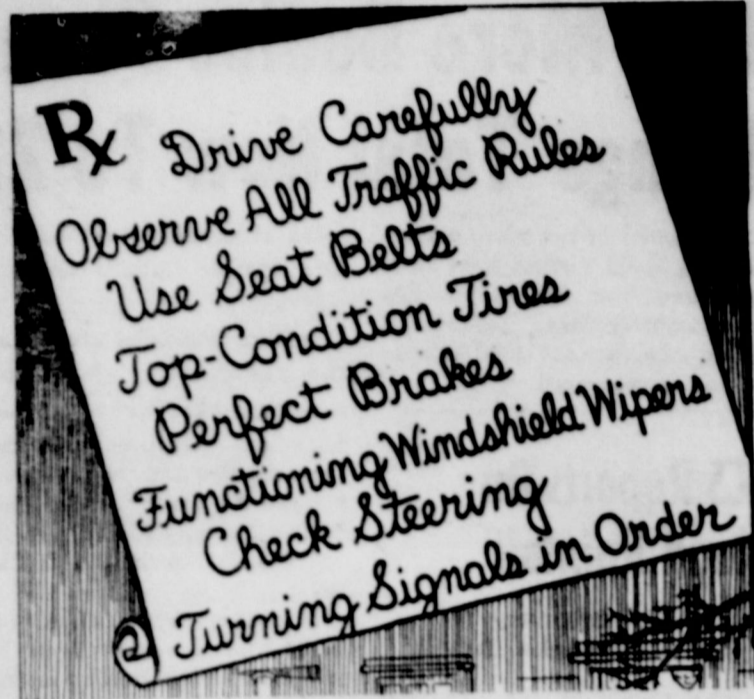 Rx Drive Carefully
Observe All Traffic Rules
Use Seat Belts
Top-Condition Tires
Perfect Brakes
Functioning Windshield Wipers
Check Steering
Turning Signals in Order